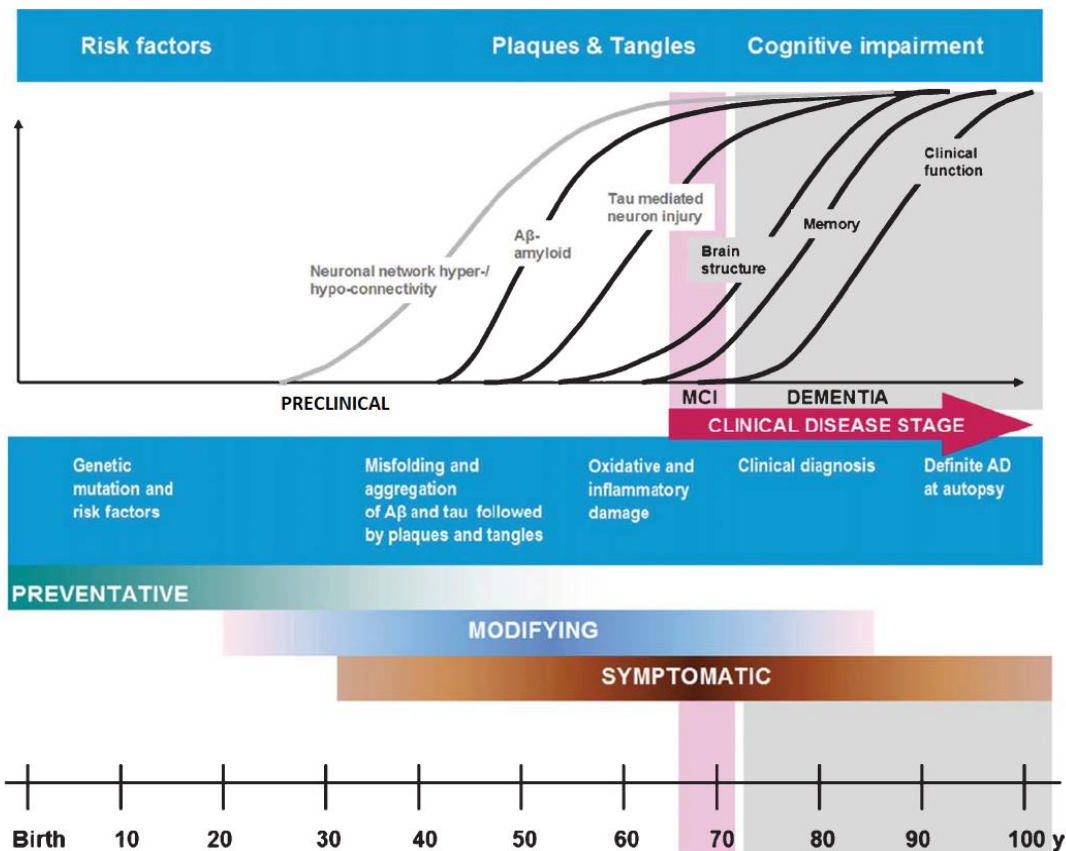 Risk factors
Plaques & Tangles
Cognitive impairment
Neuronal network hyper-/
hypo-connectivity
Aβ-
amyloid
Tau mediated
neuron injury
Brain
structure
Memory
Clinical
function
PRECLINICAL
MCI
DEMENTIA
CLINICAL DISEASE STAGE
Genetic
mutation and
risk factors
Misfolding and
aggregation
of Aβ and tau followed
by plaques and tangles
Oxidative and
inflammatory
damage
Clinical diagnosis
Definite AD
at autopsy
PREVENTATIVE
MODIFYING
SYMPTOMATIC
Birth 10 20 30 40 50 60 70 80 90 100 y